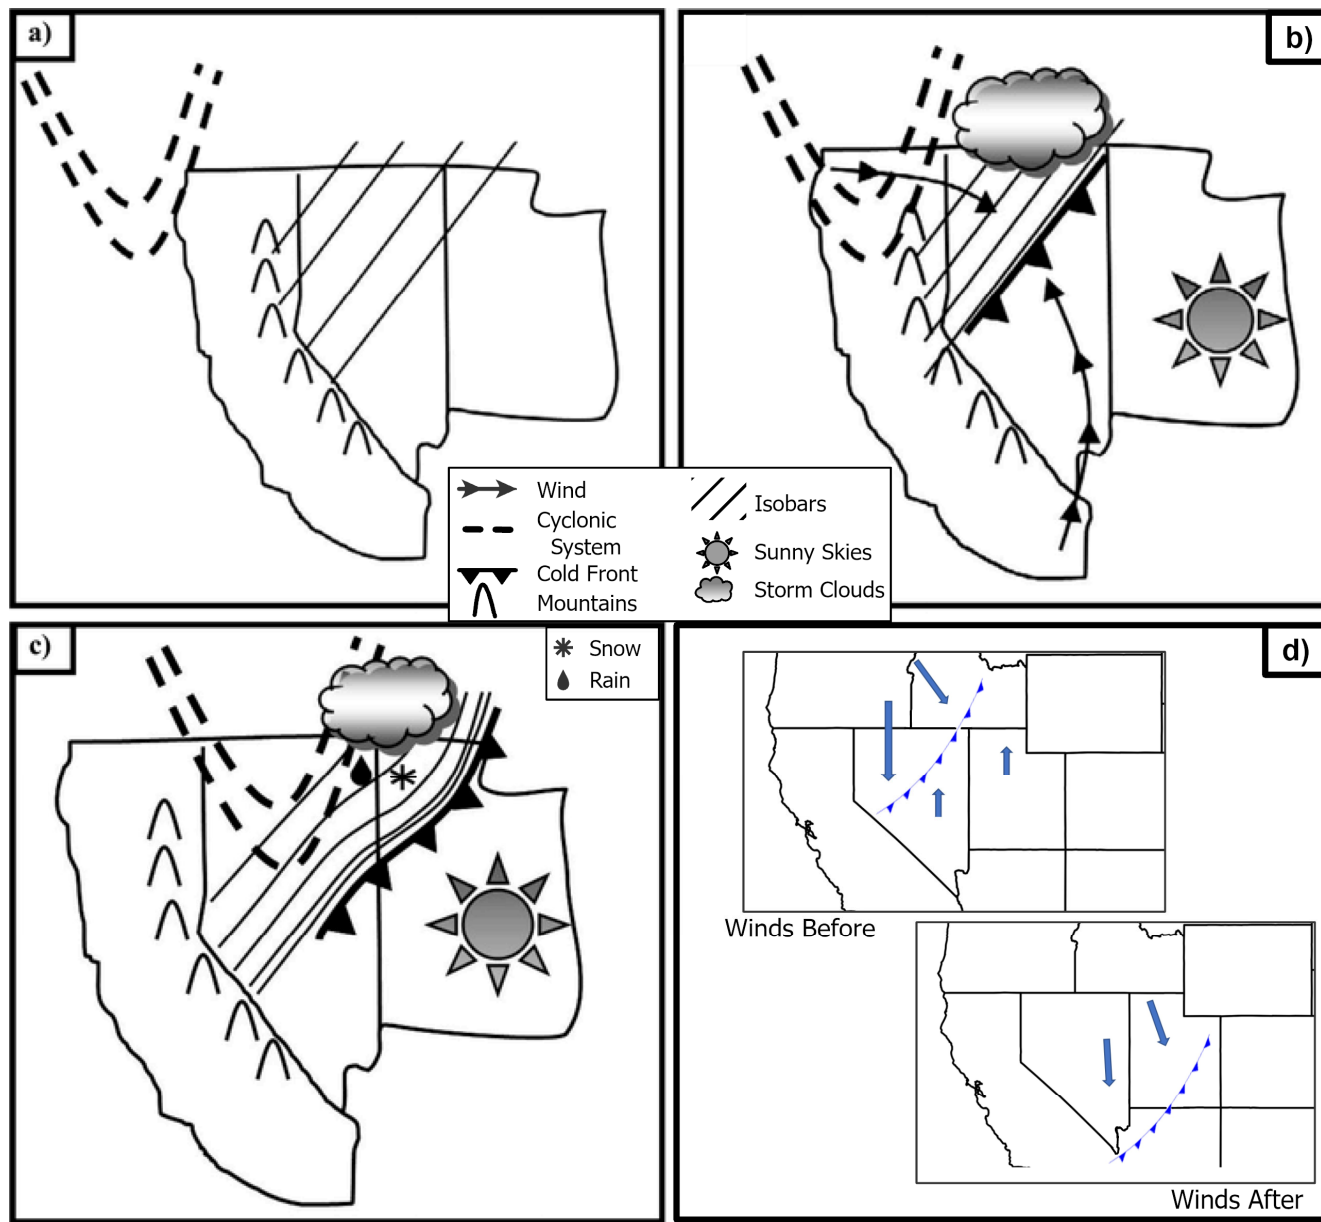 a)
b)
Wind
Cyclonic
System
Cold Front
Mountains
Isobars
Sunny Skies
Storm Clouds
c)
Snow
Rain
d)
Winds Before
Winds After